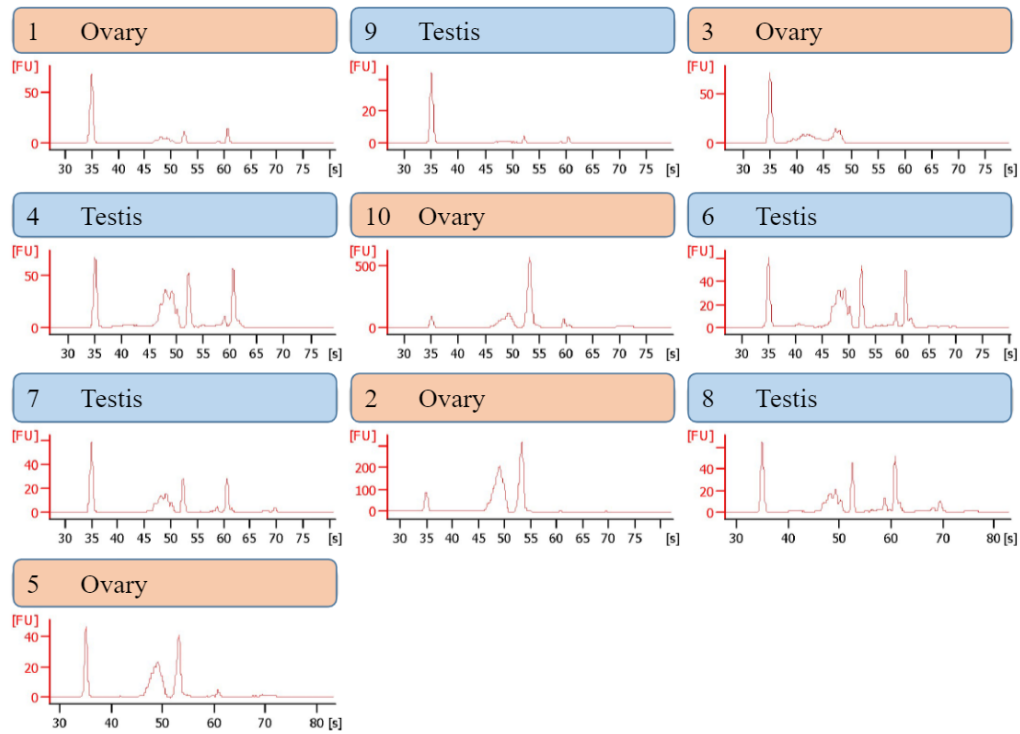 1 Ovary
9 Testis
3 Ovary
[FU]
50
0
30 35 40 45 50 55 60 65 70 75 [s]
[FU]
20
0
30 35 40 45 50 55 60 65 70 75 [s]
[FU]
50
0
30 35 40 45 50 55 60 65 70 75 [s]
4 Testis
10 Ovary
6 Testis
[FU]
50
0
30 35 40 45 50 55 60 65 70 75 [s]
[FU]
500
0
30 35 40 45 50 55 60 65 70 75 [s]
[FU]
60
40
20
0
30 35 40 45 50 55 60 65 70 75 [s]
7 Testis
2 Ovary
8 Testis
[FU]
40
20
0
30 35 40 45 50 55 60 65 70 75 [s]
[FU]
200
100
0
30 35 40 45 50 55 60 65 70 75 [s]
[FU]
60
40
20
0
30 40 50 60 70 80 [s]
5 Ovary
[FU]
40
20
0
30 40 50 60 70 80 [s]